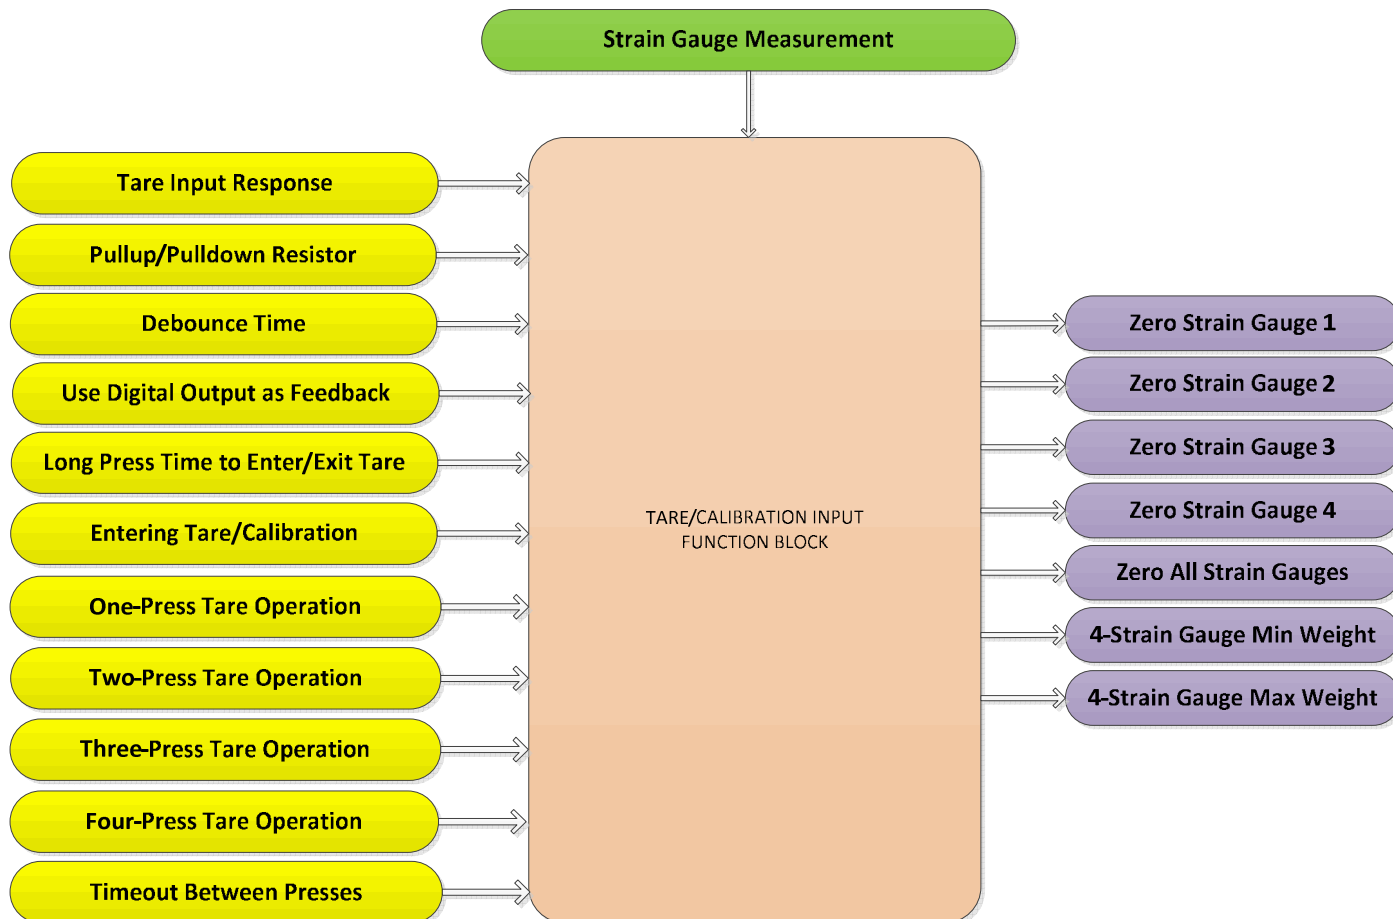 Strain Gauge Measurement
Tare Input Response
Pullup/Pulldown Resistor
Debounce Time
Use Digital Output as Feedback
Long Press Time to Enter/Exit Tare
Entering Tare/Calibration
One-Press Tare Operation
Two-Press Tare Operation
Three-Press Tare Operation
Four-Press Tare Operation
Timeout Between Presses
TARE/CALIBRATION INPUT
FUNCTION BLOCK
Zero Strain Gauge 1
Zero Strain Gauge 2
Zero Strain Gauge 3
Zero Strain Gauge 4
Zero All Strain Gauges
4-Strain Gauge Min Weight
4-Strain Gauge Max Weight